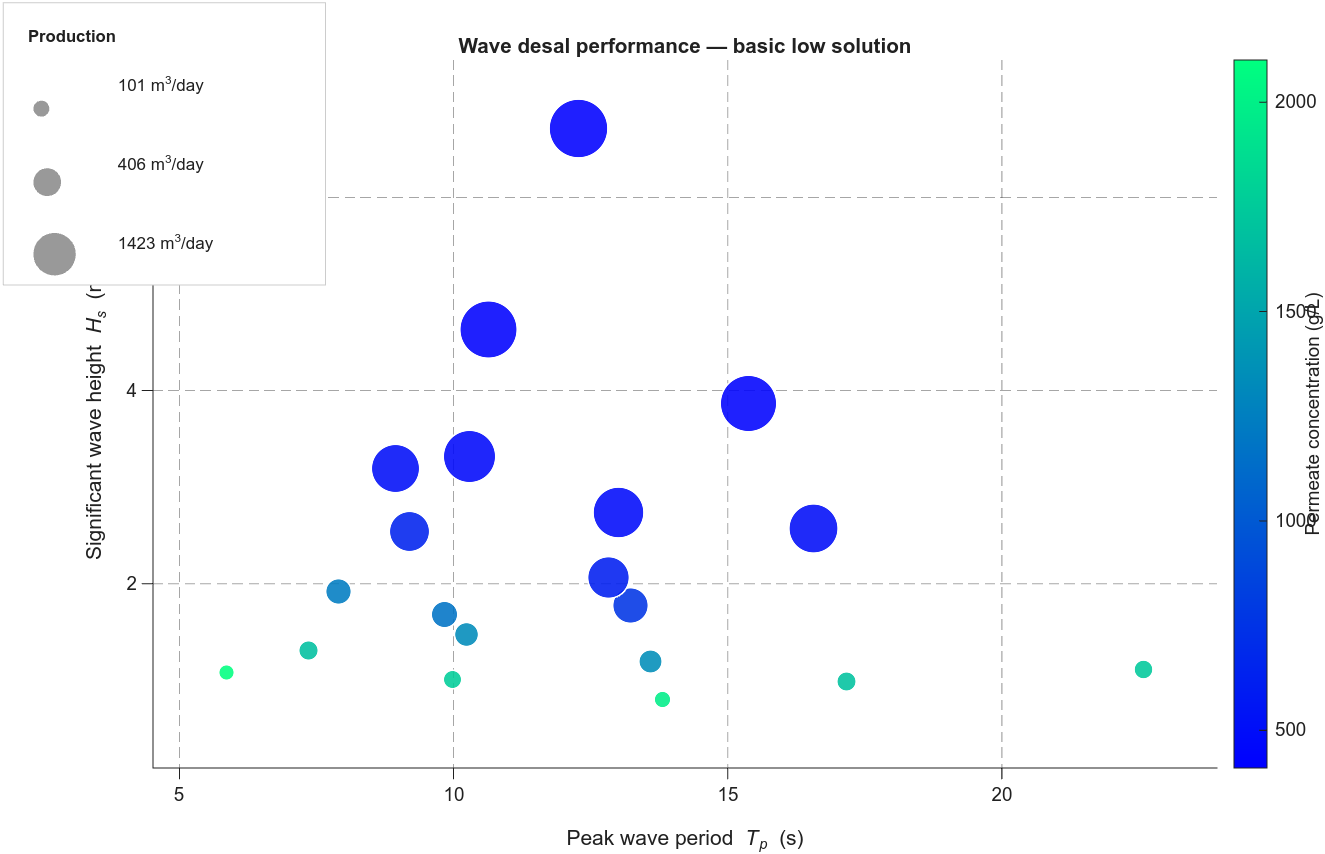 Production
101 m³/day
406 m³/day
1423 m³/day
Wave desal performance — basic low solution
Significant wave height Hₛ
4
2
5
10
15
20
Peak wave period Tₚ (s)
2000
1500
1000
500
Permeate concentration (g/L)